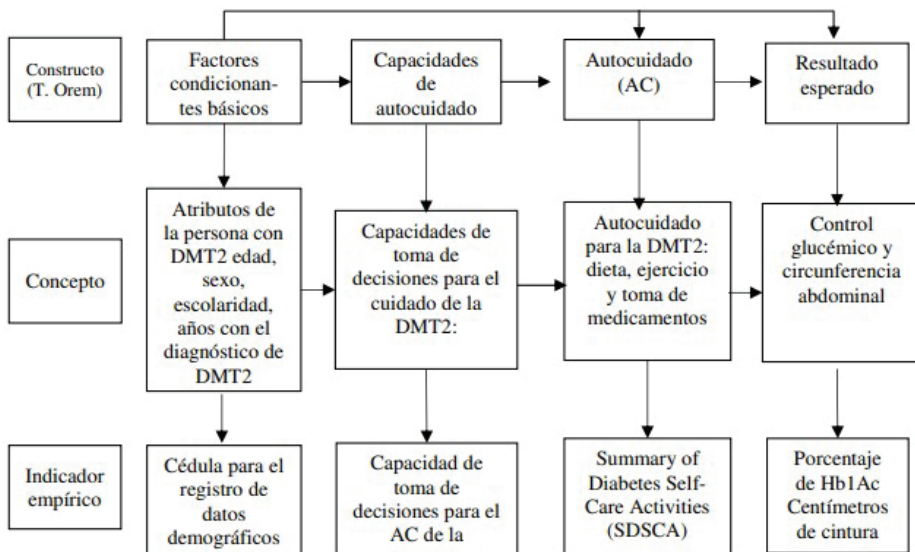 Constructo
(T. Orem)
Factores
condicionan-
tes básicos
Capacidades
de
autocuidado
Autocuidado
(AC)
Resultado
esperado
Concepto
Atributos de
la persona con
DMT2 edad,
sexo,
escolaridad,
años con el
diagnóstico de
DMT2
Capacidades de
toma de
decisiones para el
cuidado de la
DMT2:
Autocuidado
para la DMT2:
dieta, ejercicio
y toma de
medicamentos
Control
glucémico y
circunferencia
abdominal
Indicador
empírico
Cédula para el
registro de
datos
demográficos
Capacidad de
toma de
decisiones para el
AC de la
Summary of
Diabetes Self-
Care Activities
(SDSCA)
Porcentaje
de Hb1Ac
Centímetros
de cintura